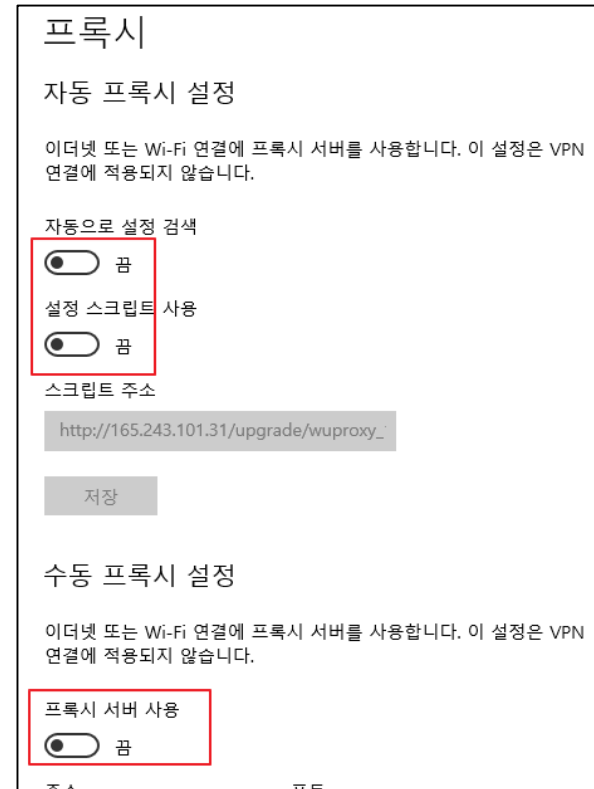 프록시
자동 프록시 설정
이더넷 또는 Wi-Fi 연결에 프록시 서버를 사용합니다. 이 설정은 VPN
연결에 적용되지 않습니다.
자동으로 설정 검색
끔
설정 스크립트 사용
끔
스크립트 주소
http://165.243.101.31/upgrade/wuproxy_
저장
수동 프록시 설정
이더넷 또는 Wi-Fi 연결에 프록시 서버를 사용합니다. 이 설정은 VPN
연결에 적용되지 않습니다.
프록시 서버 사용
끔